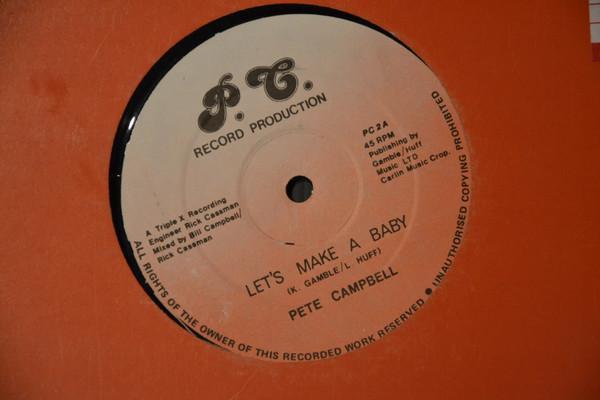 P. C.
RECORD PRODUCTION
PC 2A
45 RPM
Publishing by
Gamble/Huff
Music LTD
Carlin Music Crop.
A Triple X Recording
Engineer Rick Cassman
Mixed by Bill Campbell/
Rick Cassman
LET'S MAKE A BABY
(K. GAMBLE/L. HUFF)
PETE CAMPBELL
ALL RIGHTS OF THE OWNER OF THIS RECORDED WORK RESERVED ● UNAUTHORISED COPYING PROHIBITED